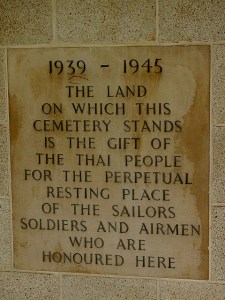 1939 - 1945
THE LAND
ON WHICH THIS
CEMETERY STANDS
IS THE GIFT OF
THE THAI PEOPLE
FOR THE PERPETUAL
RESTING PLACE
OF THE SAILORS
SOLDIERS AND AIRMEN
WHO ARE
HONOURED HERE